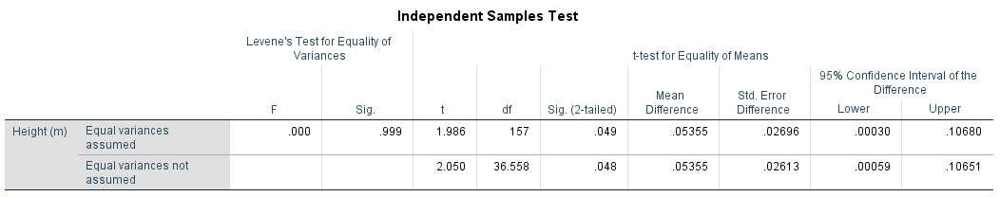 Independent Samples Test
Levene's Test for Equality of
Variances
t-test for Equality of Means
95% Confidence Interval of the
Difference
F Sig. t df Sig. (2-tailed) Mean
Difference Std. Error
Difference Lower Upper
Height (m) Equal variances
assumed .000 .999 1.986 157 .049 .05355 .02696 .00030 .10680
Equal variances not
assumed 2.050 36.558 .048 .05355 .02613 .00059 .10651